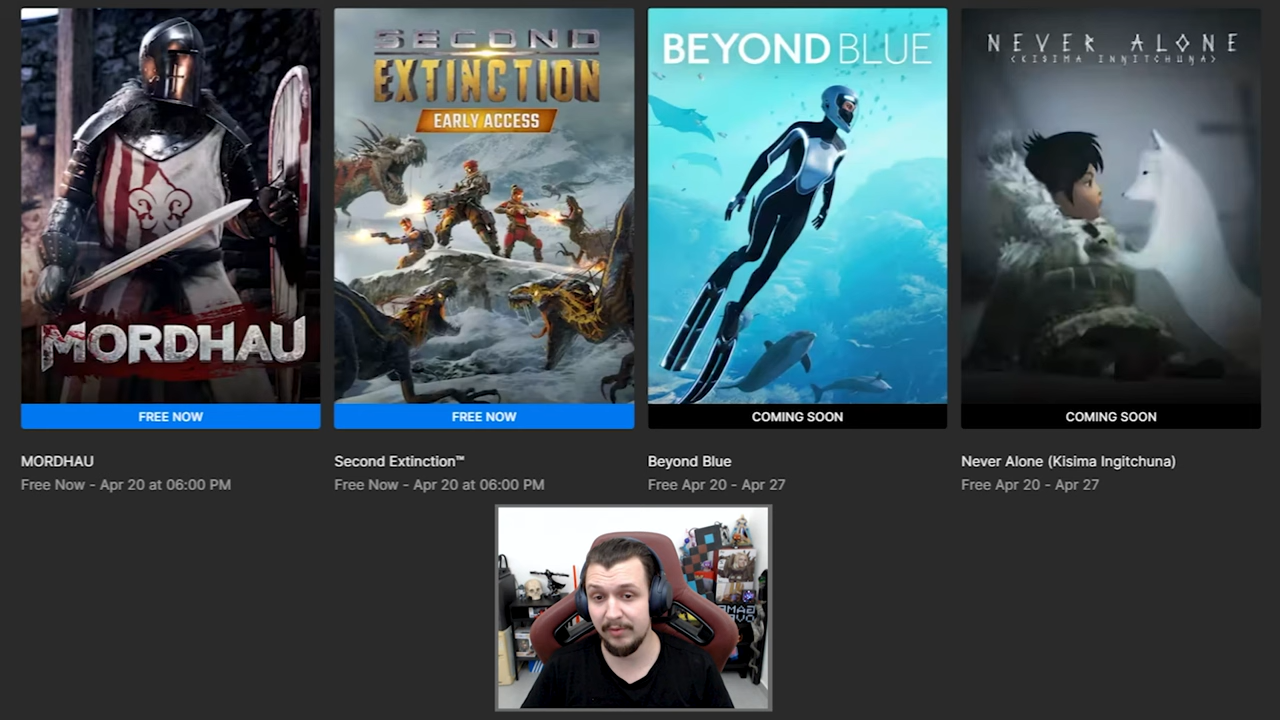 SECOND
EXTINCTION
EARLY ACCESS
MORDHAU
BEYOND BLUE
NEVER ALONE
FREE NOW
FREE NOW
COMING SOON
COMING SOON
MORDHAU
Free Now - Apr 20 at 06:00 PM
Second Extinction™
Free Now - Apr 20 at 06:00 PM
Beyond Blue
Free Apr 20 - Apr 27
Never Alone (Kisima Ingitchuna)
Free Apr 20 - Apr 27